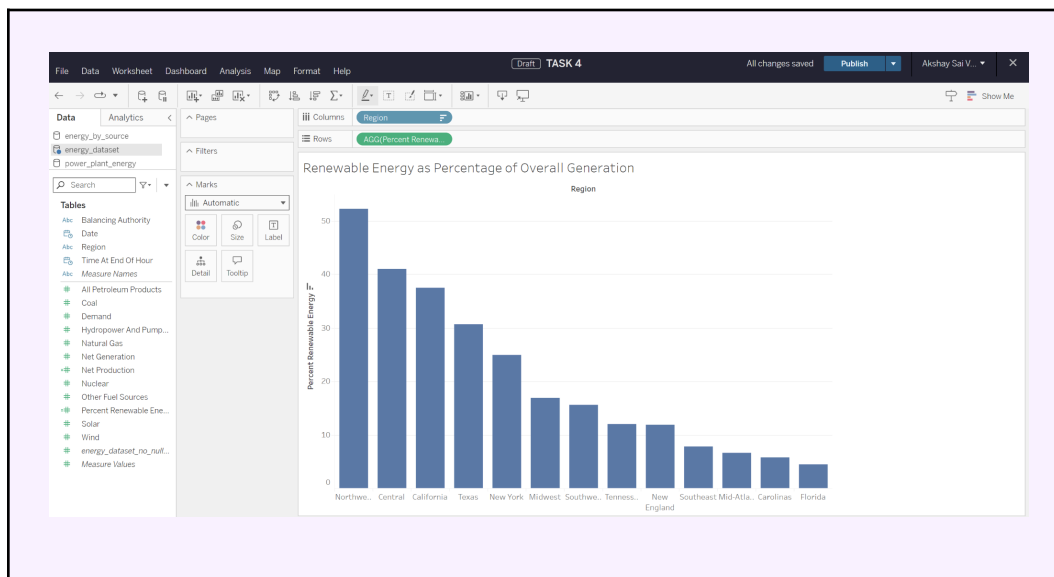 Draft TASK 4
All changes saved
Publish
Akshay Sai V...
File Data Worksheet Dashboard Analysis Map Format Help
Show Me
Data Analytics
energy_by_source
energy_dataset
power_plant_energy
Search
Tables
Abc Balancing Authority
Date
Abc Region
Time At End Of Hour
Abc Measure Names
# All Petroleum Products
# Coal
# Demand
# Hydropower And Pump...
# Natural Gas
# Net Generation
=# Net Production
# Nuclear
# Other Fuel Sources
=# Percent Renewable Ene...
# Solar
# Wind
# energy_dataset_no_null...
# Measure Values
Pages
Filters
Marks
Automatic
Color Size Label
Detail Tooltip
Columns Region
Rows AGG(Percent Renewa...
Renewable Energy as Percentage of Overall Generation
Region
Percent Renewable Energy
50
40
30
20
10
0
Northwe.. Central California Texas New York Midwest Southwe.. Tenness.. New England Southeast Mid-Atla.. Carolinas Florida